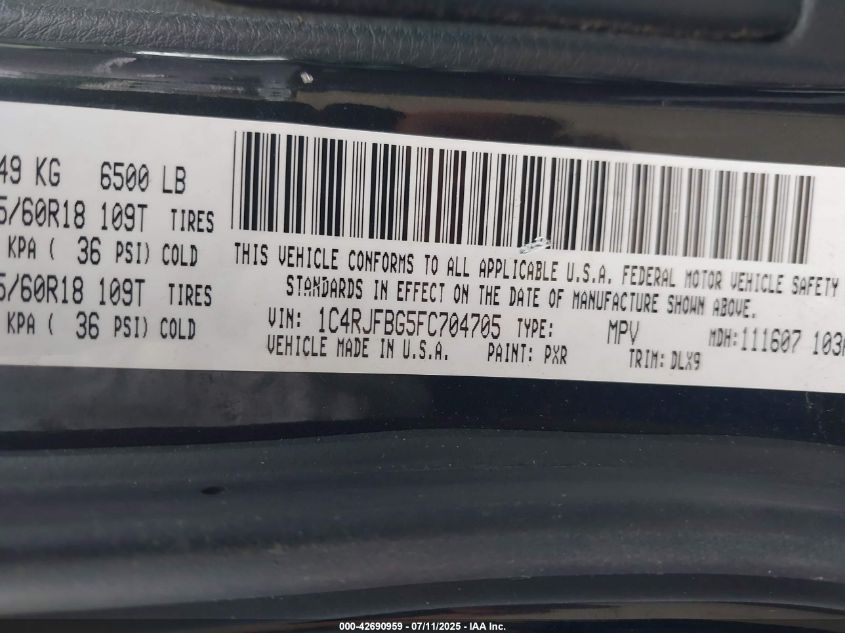 49 KG 6500 LB
5/60R18 109T TIRES
KPA ( 36 PSI) COLD
5/60R18 109T TIRES
KPA ( 36 PSI) COLD
THIS VEHICLE CONFORMS TO ALL APPLICABLE U.S.A. FEDERAL MOTOR VEHICLE SAFETY
STANDARDS IN EFFECT ON THE DATE OF MANUFACTURE SHOWN ABOVE.
VIN: 1C4RJFBG5FC704705 TYPE: MPV MDH: 111607 103
VEHICLE MADE IN U.S.A. PAINT: PXR TRIM: DLX9
000-42690959 - 07/11/2025 - IAA Inc.